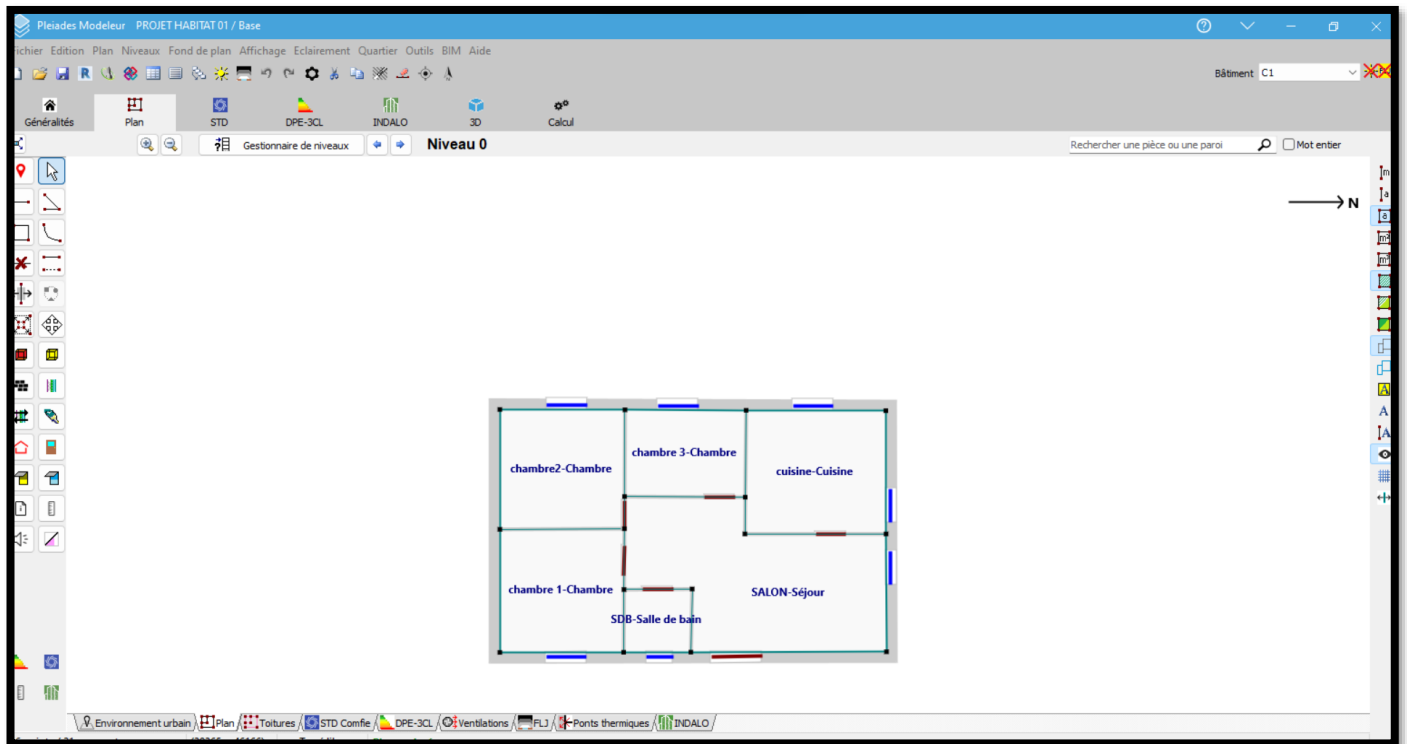 Pleiades Modeleur PROJET HABITAT 01 / Base
ichier Edition Plan Niveaux Fond de plan Affichage Eclairement Quartier Outils BIM Aide
Bâtiment C1
Généralités Plan STD DPE-3CL INDALO 3D Calcul
Gestionnaire de niveaux Niveau 0 Rechercher une pièce ou une paroi Mot entier
N
chambre 3-Chambre
chambre2-Chambre cuisine-Cuisine
chambre 1-Chambre SALON-Séjour
SDB-Salle de bain
Environnement urbain Plan Toitures STD Comfie DPE-3CL Ventilations FLJ Ponts thermiques INDALO